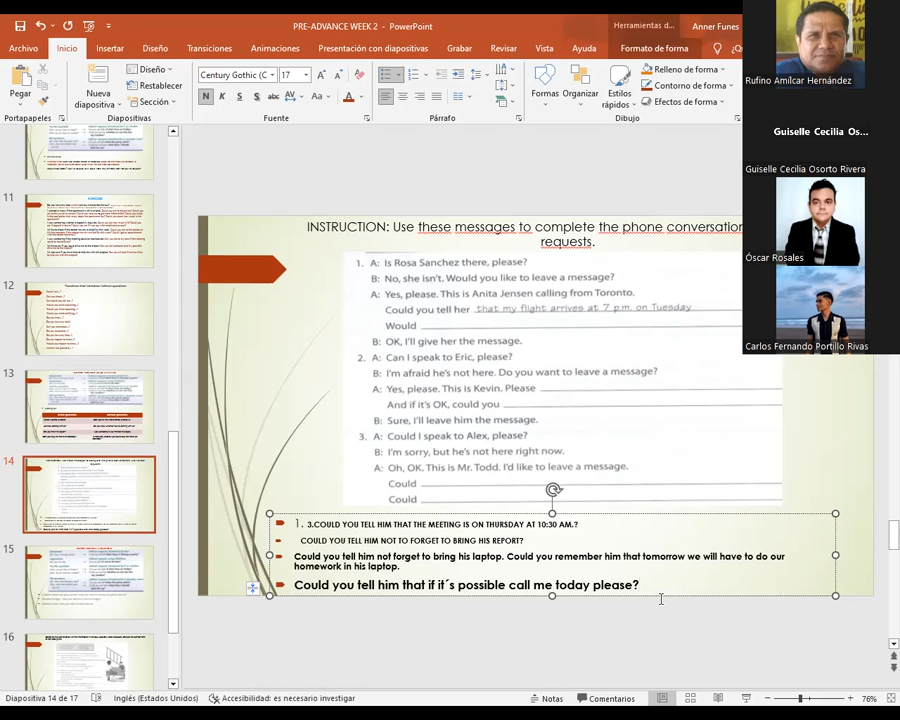 PRE-ADVANCE WEEK 2 - PowerPoint
Herramientas d...
Anner Funes
Archivo
Inicio
Insertar
Diseño
Transiciones
Animaciones
Presentación con diapositivas
Grabar
Revisar
Vista
Ayuda
Formato de forma
Pegar
Nueva diapositiva
Diseño
Restablecer
Sección
Century Gothic (C
17
N K S S abc AV Aa A
Formas
Organizar
Estilos rápidos
Relleno de forma
Contorno de forma
Efectos de forma
Portapapeles
Diapositivas
Fuente
Párrafo
Dibujo
Rufino Amílcar Hernández
Guiselle Cecilia Os...
Guiselle Cecilia Osorto Rivera
Óscar Rosales
Carlos Fernando Portillo Rivas
11
12
13
14
15
16
INSTRUCTION: Use these messages to complete the phone conversation
requests.
1. A: Is Rosa Sanchez there, please?
B: No, she isn't. Would you like to leave a message?
A: Yes, please. This is Anita Jensen calling from Toronto.
Could you tell her that my flight arrives at 7 p.m. on Tuesday
Would
B: OK, I'll give her the message.
2. A: Can I speak to Eric, please?
B: I'm afraid he's not here. Do you want to leave a message?
A: Yes, please. This is Kevin. Please
And if it's OK, could you
B: Sure, I'll leave him the message.
3. A: Could I speak to Alex, please?
B: I'm sorry, but he's not here right now.
A: Oh, OK. This is Mr. Todd. I'd like to leave a message.
Could
Could
1. 3.COULD YOU TELL HIM THAT THE MEETING IS ON THURSDAY AT 10:30 AM.?
COULD YOU TELL HIM NOT TO FORGET TO BRING HIS REPORT?
Could you tell him not forget to bring his laptop. Could you remember him that tomorrow we will have to do our
homework in his laptop.
Could you tell him that if it´s possible call me today please?
Diapositiva 14 de 17
Inglés (Estados Unidos)
Accesibilidad: es necesario investigar
Notas
Comentarios
76%